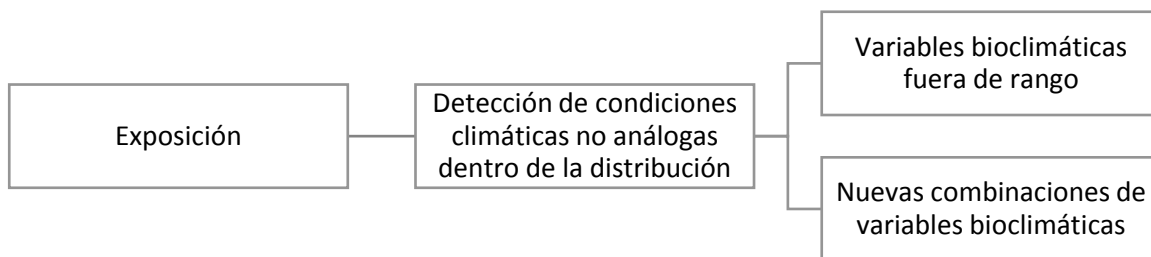 Exposición
Detección de condiciones
climáticas no análogas
dentro de la distribución
Variables bioclimáticas
fuera de rango
Nuevas combinaciones de
variables bioclimáticas